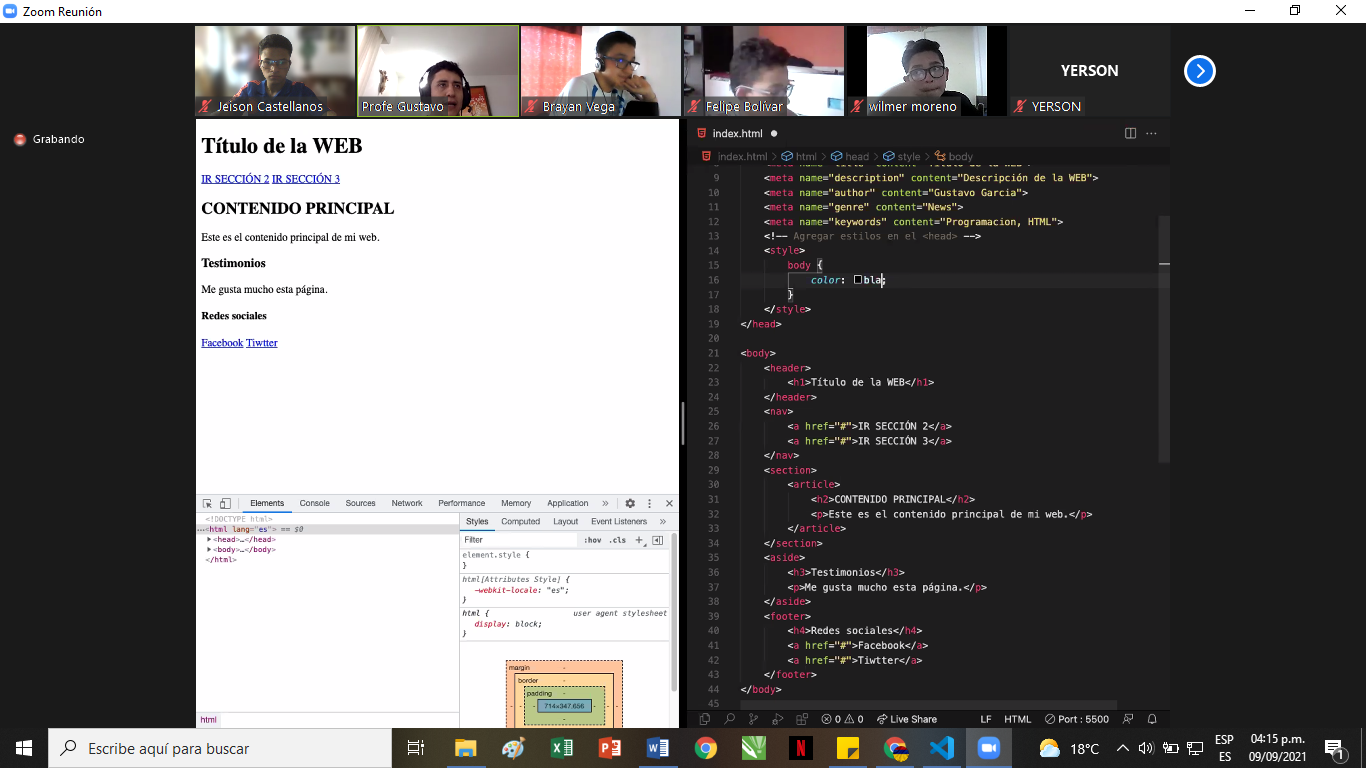 Zoom Reunión
Jeison Castellanos
Profe Gustavo
Brayan Vega
Felipe Bolívar
wilmer moreno
YERSON
YERSON
Grabando
Título de la WEB
IR SECCIÓN 2 IR SECCIÓN 3
CONTENIDO PRINCIPAL
Este es el contenido principal de mi web.
Testimonios
Me gusta mucho esta página.
Redes sociales
Facebook Tiwtter
Elements Console Sources Network Performance Memory Application »
<!DOCTYPE html>
…<html lang="es"> == $0
<head>…</head>
<body>…</body>
</html>
html
Styles Computed Layout Event Listeners »
Filter :hov .cls +
element.style {
}
html[Attributes Style] {
-webkit-locale: "es";
}
html { user agent stylesheet
display: block;
}
margin -
border -
padding -
- - - 714×347.656 - - -
-
index.html
index.html > html > head > style > body
9 <meta name="description" content="Descripción de la WEB">
10 <meta name="author" content="Gustavo Garcia">
11 <meta name="genre" content="News">
12 <meta name="keywords" content="Programacion, HTML">
13 <!-- Agregar estilos en el <head> -->
14 <style>
15 body {
16 color: bla;
17 }
18 </style>
19 </head>
20
21 <body>
22 <header>
23 <h1>Título de la WEB</h1>
24 </header>
25 <nav>
26 <a href="#">IR SECCIÓN 2</a>
27 <a href="#">IR SECCIÓN 3</a>
28 </nav>
29 <section>
30 <article>
31 <h2>CONTENIDO PRINCIPAL</h2>
32 <p>Este es el contenido principal de mi web.</p>
33 </article>
34 </section>
35 <aside>
36 <h3>Testimonios</h3>
37 <p>Me gusta mucho esta página.</p>
38 </aside>
39 <footer>
40 <h4>Redes sociales</h4>
41 <a href="#">Facebook</a>
42 <a href="#">Tiwtter</a>
43 </footer>
44 </body>
45
0 0 Live Share LF HTML Port : 5500
Escribe aquí para buscar
18°C
ESP
ES
04:15 p.m.
09/09/2021
1